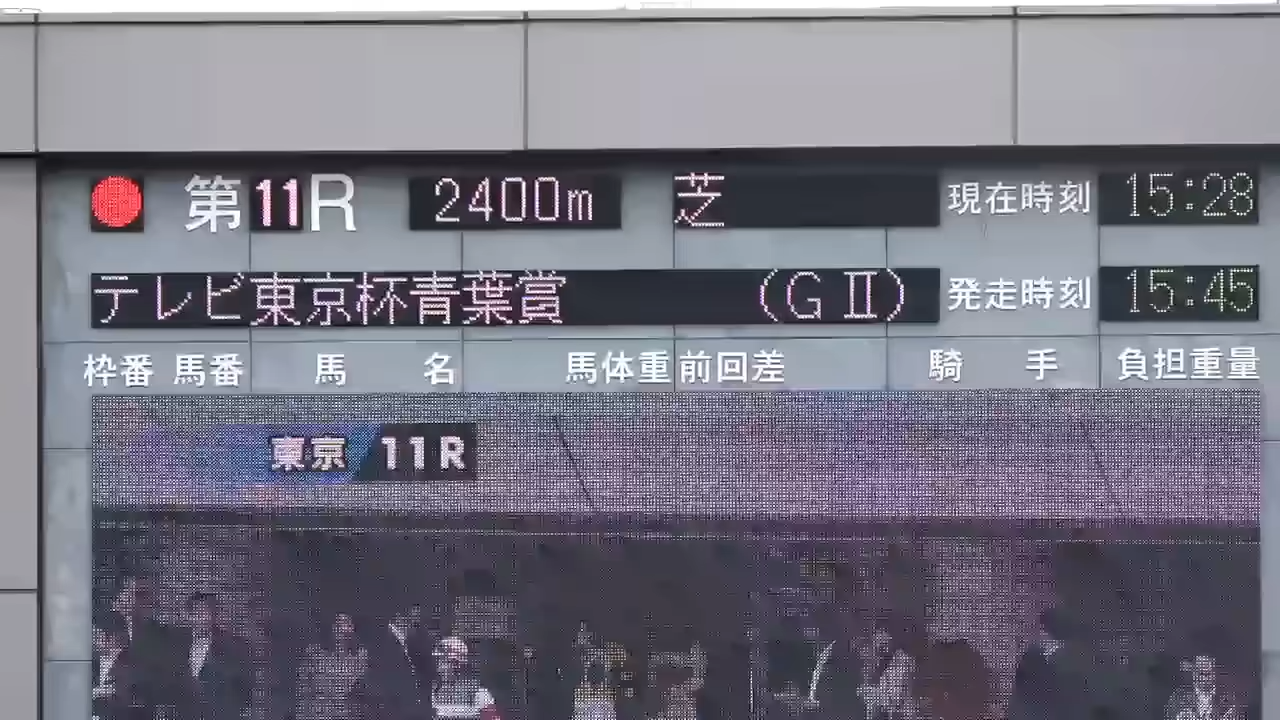 第11R 2400m 芝 現在時刻 15:28
テレビ東京杯青葉賞 (GⅡ) 発走時刻 15:45
枠番 馬番 馬名 馬体重 前回差 騎手 負担重量
東京 11R